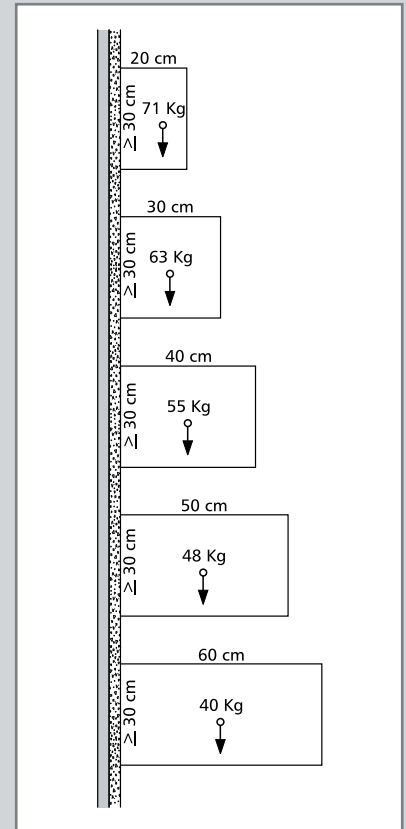 20 cm
71 Kg
≥ 30 cm
30 cm
63 Kg
≥ 30 cm
40 cm
55 Kg
≥ 30 cm
50 cm
48 Kg
≥ 30 cm
60 cm
40 Kg
≥ 30 cm